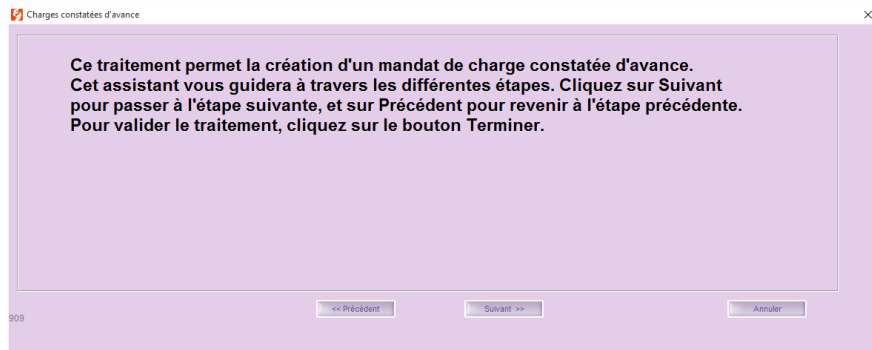 Charges constatées d'avance
Ce traitement permet la création d'un mandat de charge constatée d'avance.
Cet assistant vous guidera à travers les différentes étapes. Cliquez sur Suivant
pour passer à l'étape suivante, et sur Précédent pour revenir à l'étape précédente.
Pour valider le traitement, cliquez sur le bouton Terminer.
<< Précédent
Suivant >>
Annuler
909